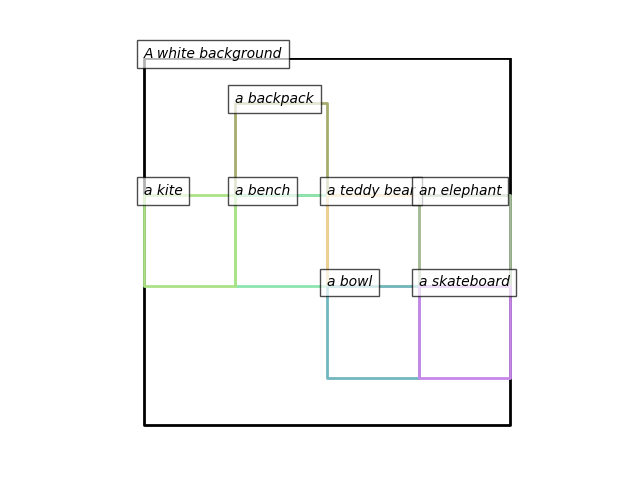 A white background
a backpack
a kite
a bench
a teddy bear
an elephant
a bowl
a skateboard